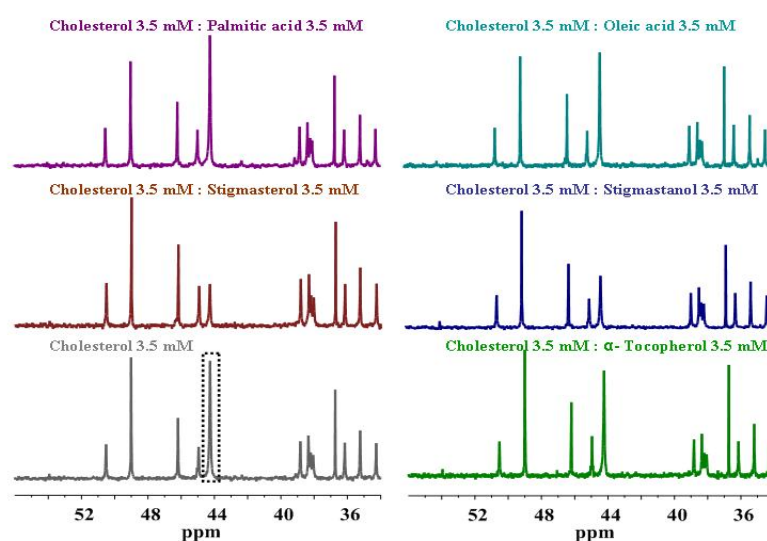 Cholesterol 3.5 mM : Palmitic acid 3.5 mM
Cholesterol 3.5 mM : Oleic acid 3.5 mM
Cholesterol 3.5 mM : Stigmasterol 3.5 mM
Cholesterol 3.5 mM : Stigmastanol 3.5 mM
Cholesterol 3.5 mM
Cholesterol 3.5 mM : α- Tocopherol 3.5 mM
52 48 44 40 36
ppm
52 48 44 40 36
ppm